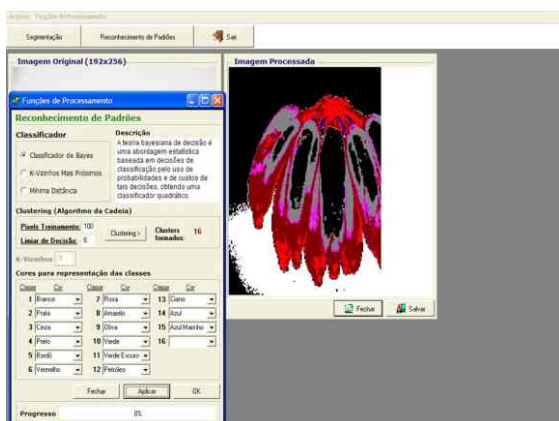 Arquivo Funções de Processamento
Segmentação
Reconhecimento de Padrões
Sair
Imagem Original (192x256)
Imagem Processada
Funções de Processamento
Reconhecimento de Padrões
Classificador
Classificador de Bayes
K-Vizinhos Mais Próximos
Mínima Distância
Descrição
A teoria bayesiana de decisão é
uma abordagem estatística
baseada em decisões de
classificação pelo uso de
probabilidades e de custos de
tais decisões, obtendo uma
classificador quadrático.
Clustering (Algoritmo da Cadeia)
Pixels Treinamento: 100
Limiar de Decisão: 6
Clustering >
Clusters
formados: 16
K-Vizinhos
Cores para representação das classes
Classe Cor Classe Cor Classe Cor
1 Branco 7 Rosa 13 Ciano
2 Prata 8 Amarelo 14 Azul
3 Cinza 9 Oliva 15 Azul Marinho
4 Preto 10 Verde 16
5 Bordô 11 Verde Escuro
6 Vermelho 12 Petróleo
Fechar Aplicar OK
Progresso 0%
Fechar Salvar